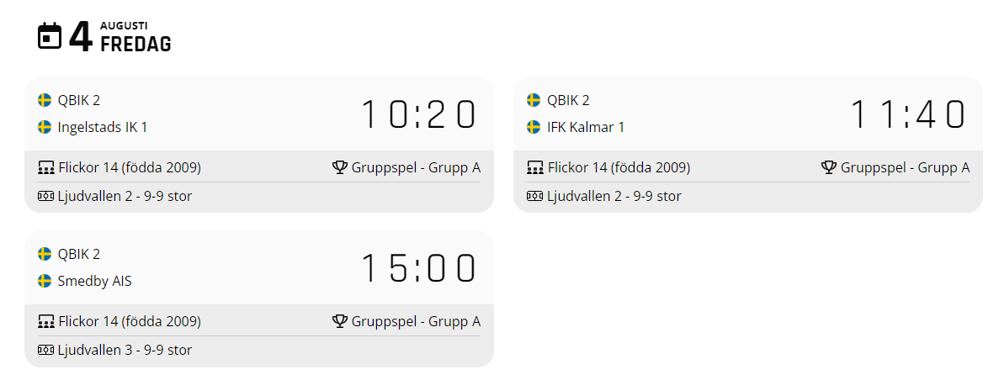 4 AUGUSTI
FREDAG
QBIK 2
Ingelstads IK 1
10:20
Flickor 14 (födda 2009)
Gruppspel - Grupp A
Ljudvallen 2 - 9-9 stor
QBIK 2
IFK Kalmar 1
11:40
Flickor 14 (födda 2009)
Gruppspel - Grupp A
Ljudvallen 2 - 9-9 stor
QBIK 2
Smedby AIS
15:00
Flickor 14 (födda 2009)
Gruppspel - Grupp A
Ljudvallen 3 - 9-9 stor